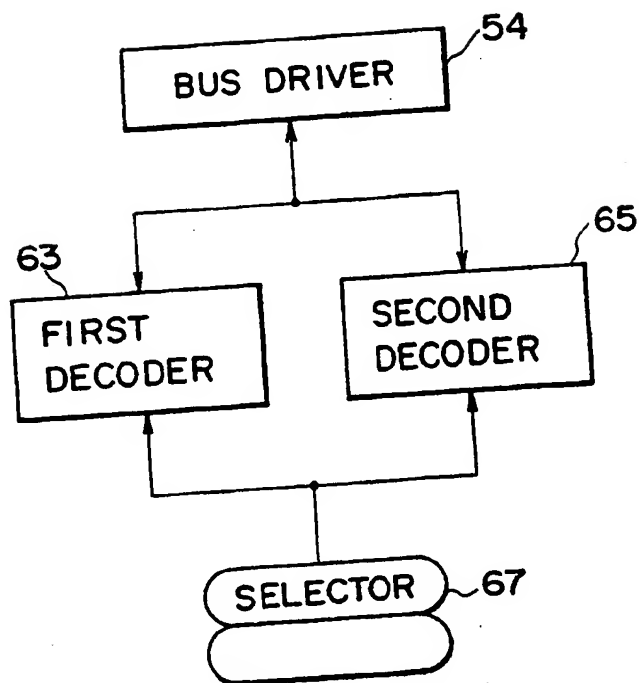 54
BUS DRIVER
63
65
FIRST
DECODER
SECOND
DECODER
SELECTOR
67